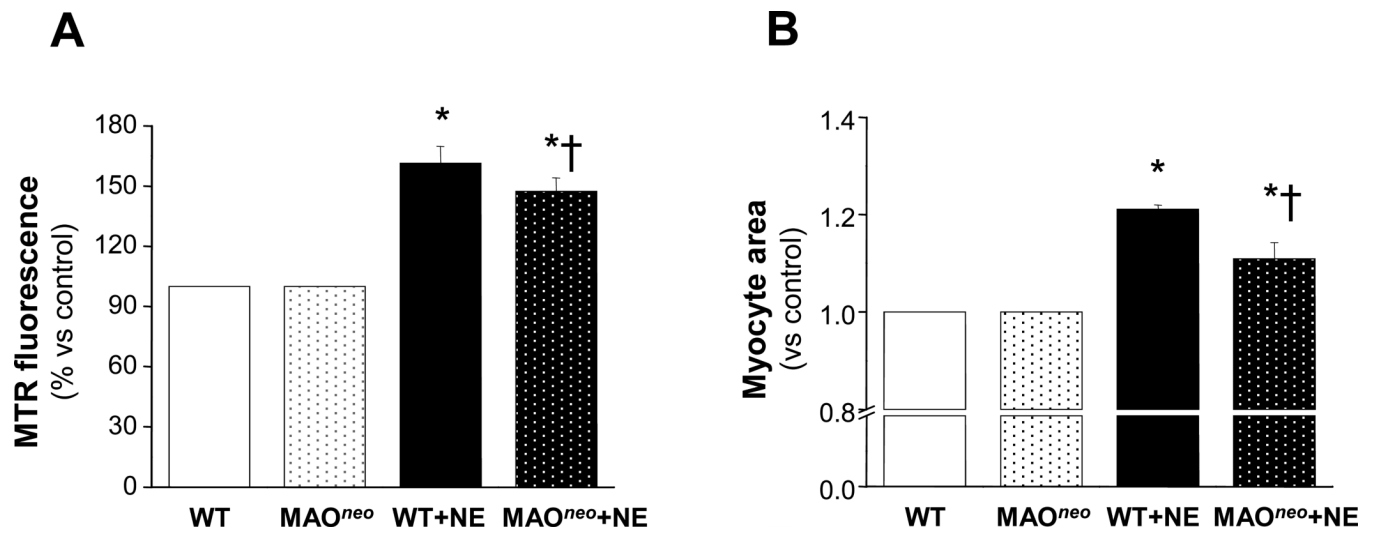 A
MTR fluorescence
(% vs control)
180
150
120
90
60
30
0
*
*†
WT
MAOneo
WT+NE
MAOneo+NE
B
Myocyte area
(vs control)
1.4
1.2
1.0
0.8
0.0
*
*†
WT
MAOneo
WT+NE
MAOneo+NE